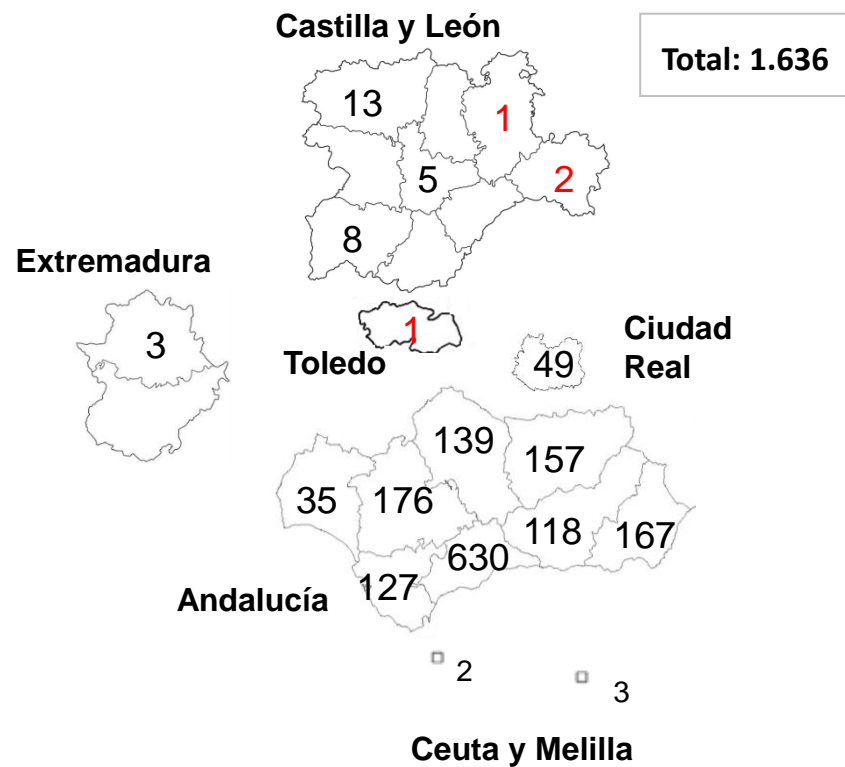 Castilla y León
Total: 1.636
13
1
5
2
8
Extremadura
3
1
Toledo
49
Ciudad
Real
139
157
35
176
118
167
630
127
Andalucía
2
3
Ceuta y Melilla